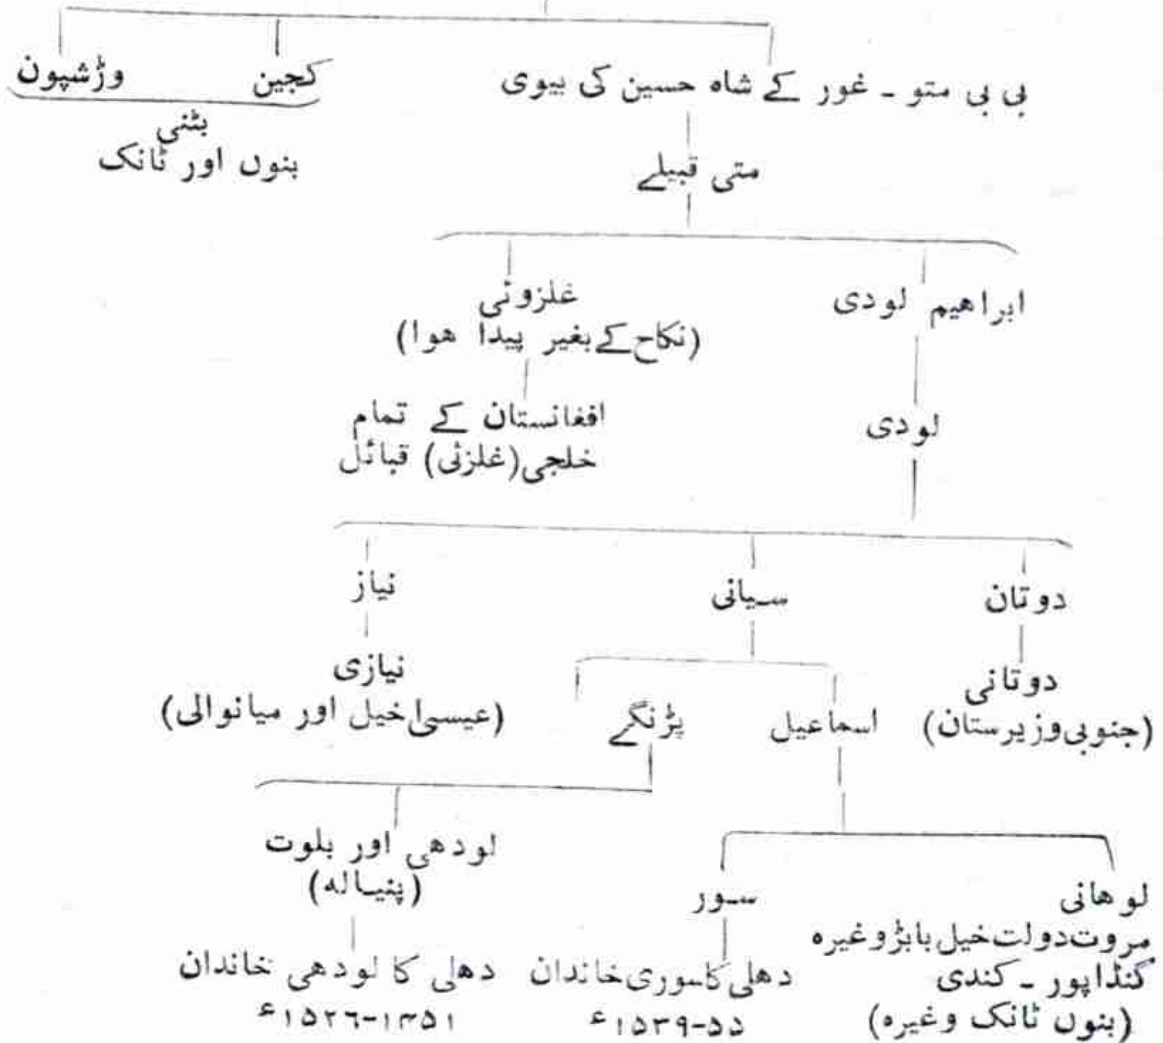 کجین
وڑشپون
بٹنی
بنوں اور ٹانک
بی بی متو ۔ غور کے شاہ حسین کی بیوی
متی قبیلے
ابراھیم لودی
غلزوئی
(نکاح کے بغیر پیدا ھوا)
لودی
افغانستان کے تمام
خلجی (غلزئی) قبائل
دوتان
سیانی
نیاز
دوتانی
(جنوبی وزیرستان)
نیازی
(عیسیٰ خیل اور میانوالی)
اسماعیل
پڑنگے
لوھانی
مروت دولت خیل بابڑ وغیرہ
گنڈاپور ۔ کندی
(بنوں ٹانک وغیرہ)
سور
دھلی کا سوری خاندان
۱۵۳۹-۵۵ء
لودھی اور بلوت
(پنیالہ)
دھلی کا لودھی خاندان
۱۴۵۱-۱۵۲۶ء